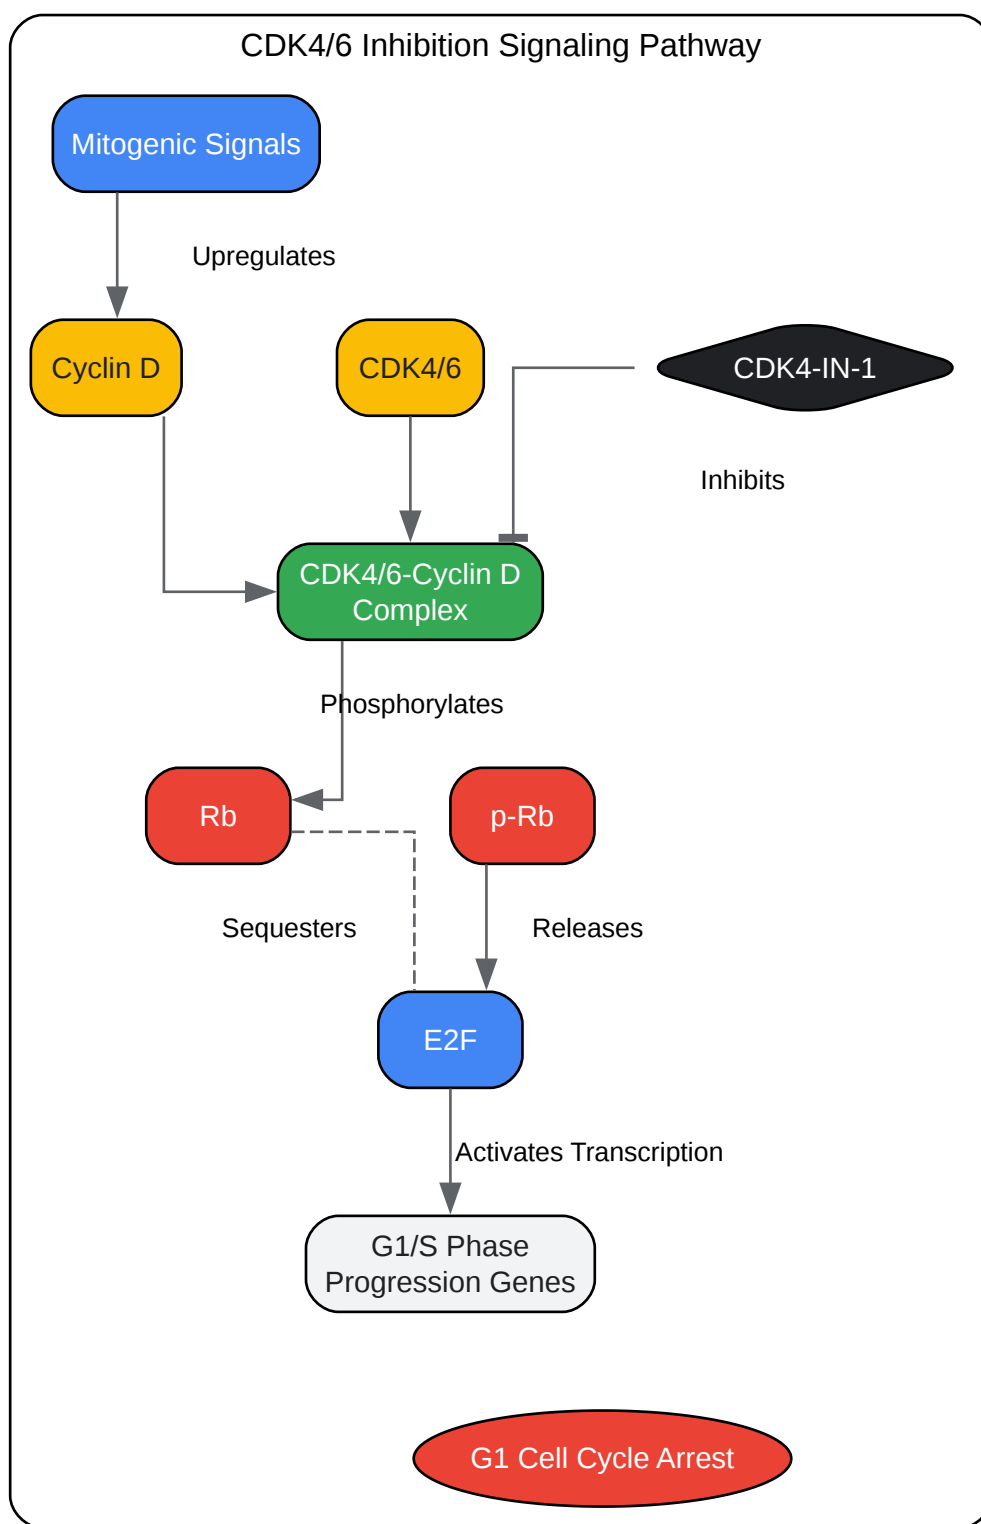 CDK4/6 Inhibition Signaling Pathway
Mitogenic Signals
Upregulates
Cyclin D
CDK4/6
CDK4-IN-1
Inhibits
CDK4/6-Cyclin D
Complex
Phosphorylates
Rb
p-Rb
Sequesters
Releases
E2F
Activates Transcription
G1/S Phase
Progression Genes
G1 Cell Cycle Arrest